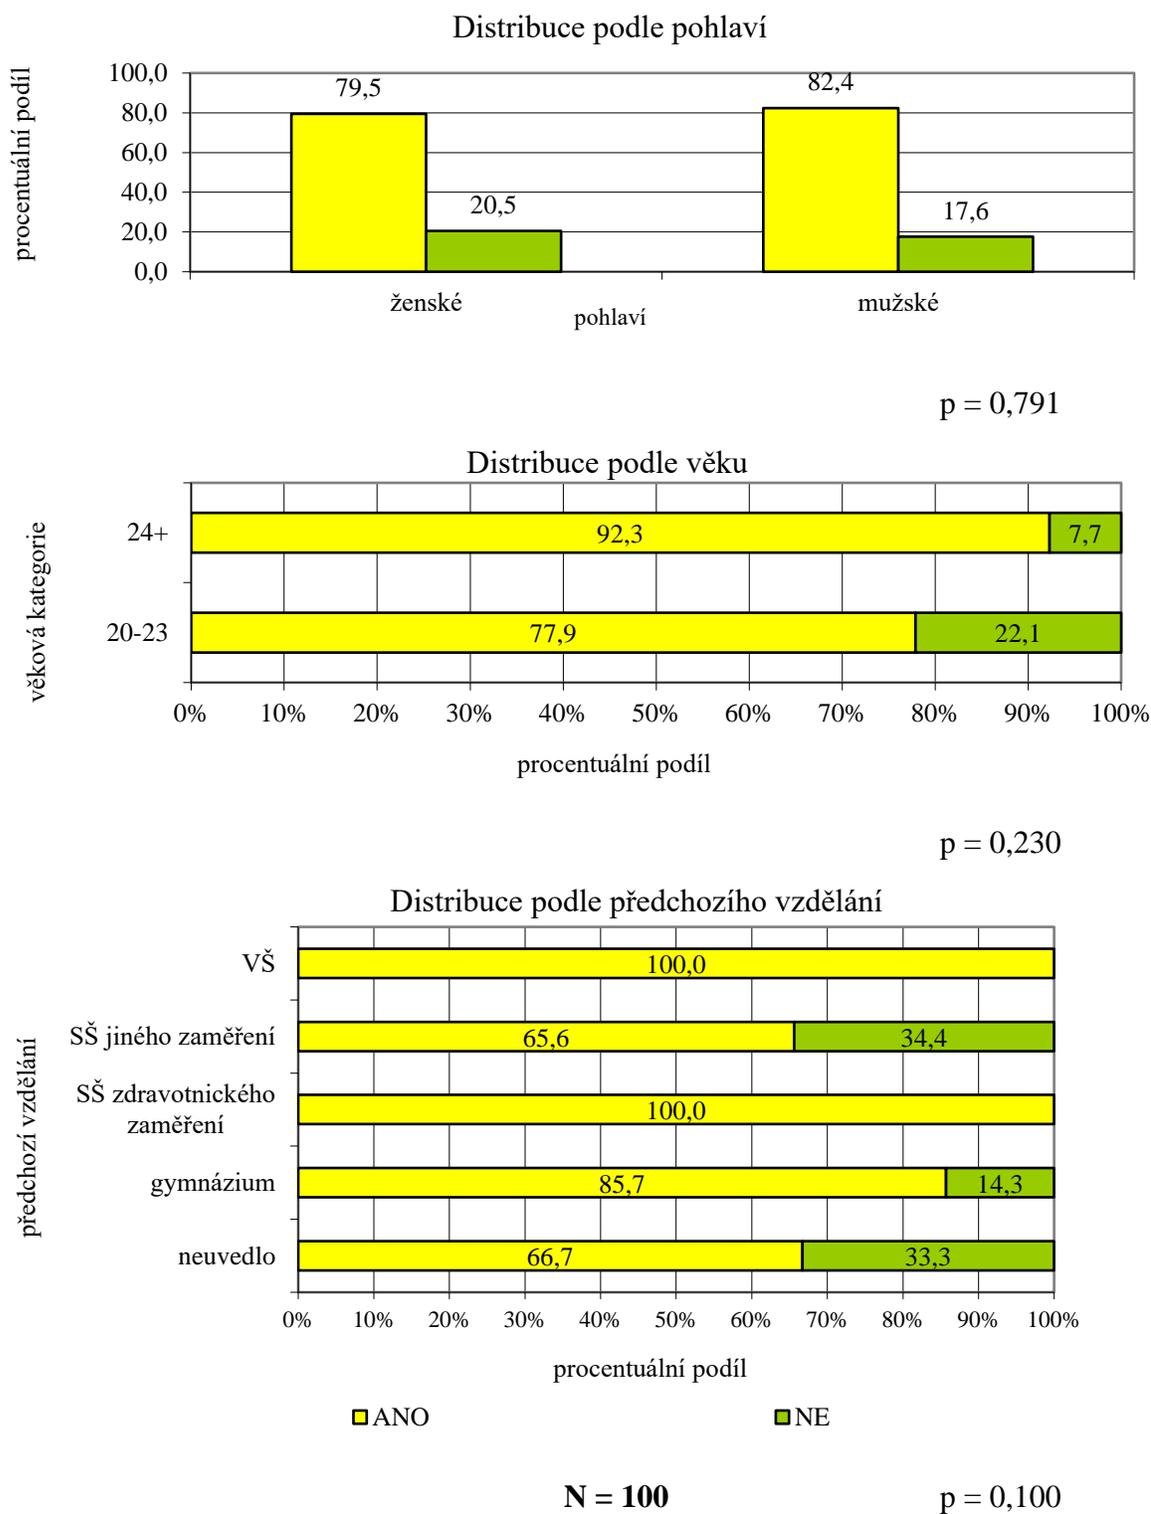 Distribuce podle pohlaví
procentuální podíl
100,0
80,0
60,0
40,0
20,0
0,0
79,5
20,5
82,4
17,6
ženské
mužské
pohlaví
p = 0,791
Distribuce podle věku
věková kategorie
24+
92,3
7,7
20-23
77,9
22,1
0%
10%
20%
30%
40%
50%
60%
70%
80%
90%
100%
procentuální podíl
p = 0,230
Distribuce podle předchozího vzdělání
předchozí vzdělání
VŠ
100,0
SŠ jiného zaměření
65,6
34,4
SŠ zdravotnického
zaměření
100,0
gymnázium
85,7
14,3
neuvedlo
66,7
33,3
0%
10%
20%
30%
40%
50%
60%
70%
80%
90%
100%
procentuální podíl
ANO
NE
N = 100
p = 0,100